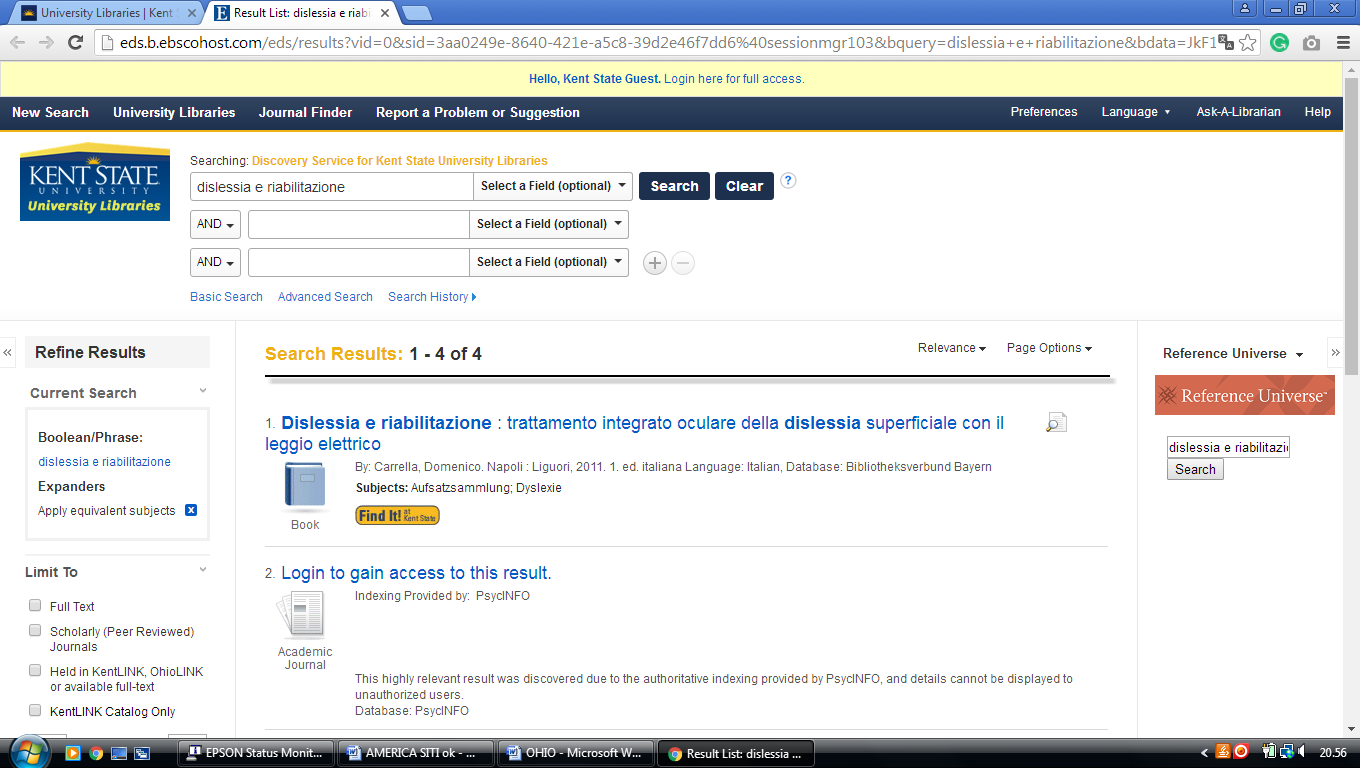 University Libraries | Kent
Result List: dislessia e riabi
eds.b.ebscohost.com/eds/results?vid=0&sid=3aa0249e-8640-421e-a5c8-39d2e46f7dd6%40sessionmgr103&bquery=dislessia+e+riabilitazione&bdata=JkF1
Hello, Kent State Guest. Login here for full access.
New Search University Libraries Journal Finder Report a Problem or Suggestion Preferences Language Ask-A-Librarian Help
KENT STATE
UNIVERSITY
University Libraries
Searching: Discovery Service for Kent State University Libraries
dislessia e riabilitazione Select a Field (optional) Search Clear ?
AND Select a Field (optional)
AND Select a Field (optional)
Basic Search Advanced Search Search History
Refine Results
Current Search
Boolean/Phrase:
dislessia e riabilitazione
Expanders
Apply equivalent subjects
Limit To
Full Text
Scholarly (Peer Reviewed)
Journals
Held in KentLINK, OhioLINK
or available full-text
KentLINK Catalog Only
Search Results: 1 - 4 of 4
Relevance Page Options
1. Dislessia e riabilitazione : trattamento integrato oculare della dislessia superficiale con il
leggio elettrico
By: Carrella, Domenico. Napoli : Liguori, 2011. 1. ed. italiana Language: Italian, Database: Bibliotheksverbund Bayern
Subjects: Aufsatzsammlung; Dyslexie
Find It! at Kent State
Book
2. Login to gain access to this result.
Indexing Provided by: PsycINFO
Academic
Journal
This highly relevant result was discovered due to the authoritative indexing provided by PsycINFO, and details cannot be displayed to
unauthorized users.
Database: PsycINFO
Reference Universe
Reference Universe
dislessia e riabilitazi
Search
EPSON Status Monit... AMERICA SITI ok - ... OHIO - Microsoft W... Result List: dislessia ... 20.56